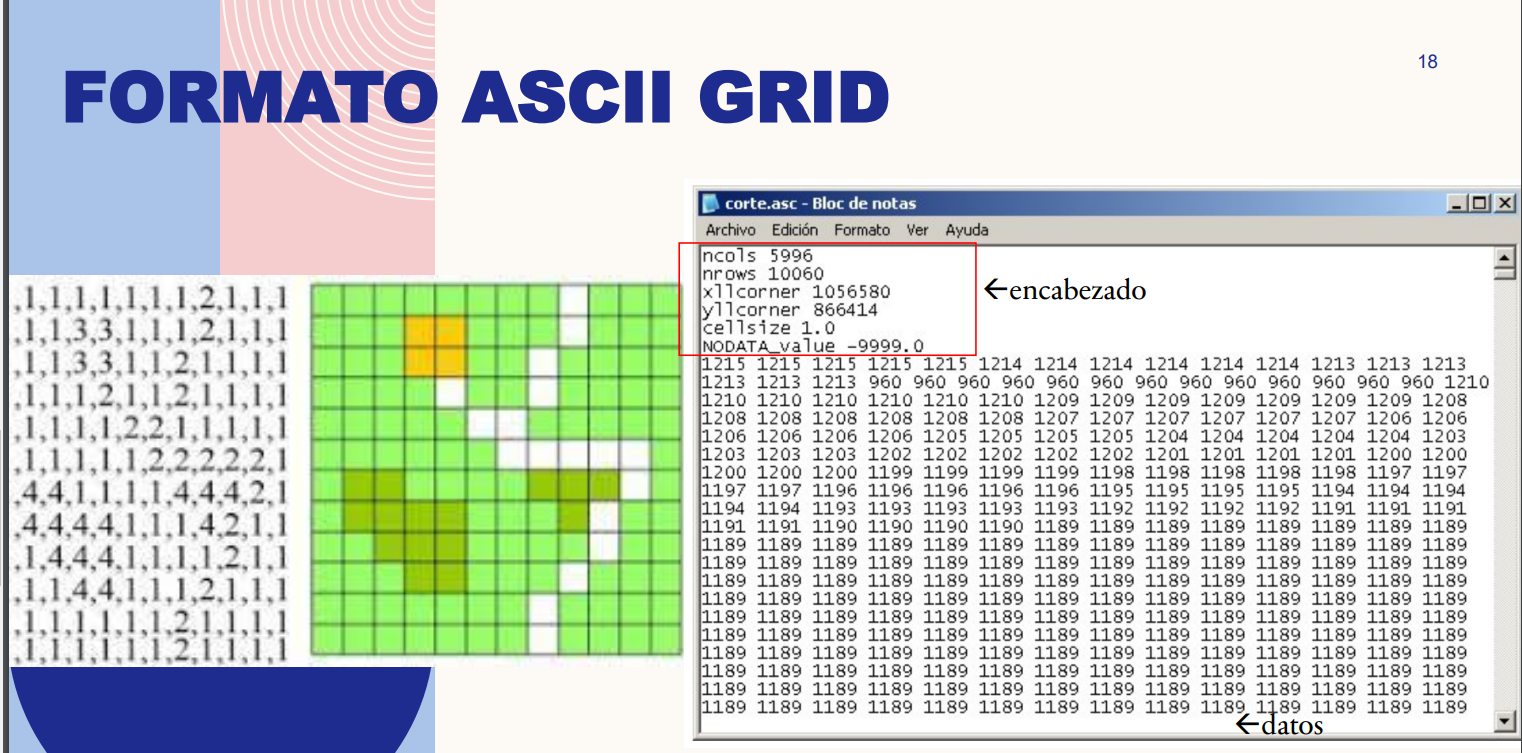 FORMATO ASCII GRID
18
,1,1,1,1,1,1,1,2,1,1,1
,1,1,3,3,1,1,1,2,1,1,1
,1,1,3,3,1,1,2,1,1,1,1
,1,1,1,2,1,1,2,1,1,1,1
,1,1,1,1,2,2,1,1,1,1,1
,1,1,1,1,1,2,2,2,2,2,1
,4,4,1,1,1,1,4,4,4,2,1
,4,4,4,4,1,1,1,4,2,1,1
,1,4,4,4,1,1,1,1,2,1,1
,1,1,4,4,1,1,1,2,1,1,1
,1,1,1,1,1,1,2,1,1,1,1
,1,1,1,1,1,1,2,1,1,1,1
corte.asc - Bloc de notas
Archivo Edición Formato Ver Ayuda
ncols 5996
nrows 10060
xllcorner 1056580
yllcorner 866414
cellsize 1.0
NODATA_value -9999.0
←encabezado
1215 1215 1215 1215 1215 1214 1214 1214 1214 1214 1214 1213 1213 1213
1213 1213 1213 960 960 960 960 960 960 960 960 960 960 960 960 960 1210
1210 1210 1210 1210 1210 1210 1209 1209 1209 1209 1209 1209 1209 1208
1208 1208 1208 1208 1208 1208 1207 1207 1207 1207 1207 1207 1206 1206
1206 1206 1206 1206 1205 1205 1205 1205 1204 1204 1204 1204 1204 1203
1203 1203 1203 1202 1202 1202 1202 1202 1201 1201 1201 1201 1200 1200
1200 1200 1200 1199 1199 1199 1199 1198 1198 1198 1198 1198 1197 1197
1197 1197 1196 1196 1196 1196 1196 1195 1195 1195 1195 1194 1194 1194
1194 1194 1193 1193 1193 1193 1193 1192 1192 1192 1192 1191 1191 1191
1191 1191 1190 1190 1190 1190 1189 1189 1189 1189 1189 1189 1189 1189
1189 1189 1189 1189 1189 1189 1189 1189 1189 1189 1189 1189 1189 1189
1189 1189 1189 1189 1189 1189 1189 1189 1189 1189 1189 1189 1189 1189
1189 1189 1189 1189 1189 1189 1189 1189 1189 1189 1189 1189 1189 1189
1189 1189 1189 1189 1189 1189 1189 1189 1189 1189 1189 1189 1189 1189
1189 1189 1189 1189 1189 1189 1189 1189 1189 1189 1189 1189 1189 1189
1189 1189 1189 1189 1189 1189 1189 1189 1189 1189 1189 1189 1189 1189
1189 1189 1189 1189 1189 1189 1189 1189 1189 1189 1189 1189 1189 1189
1189 1189 1189 1189 1189 1189 1189 1189 1189 1189 1189 1189 1189 1189
1189 1189 1189 1189 1189 1189 1189 1189 1189 1189 1189 1189 1189 1189
1189 1189 1189 1189 1189 1189 1189 1189 1189 1189 1189 1189 1189 1189
←datos